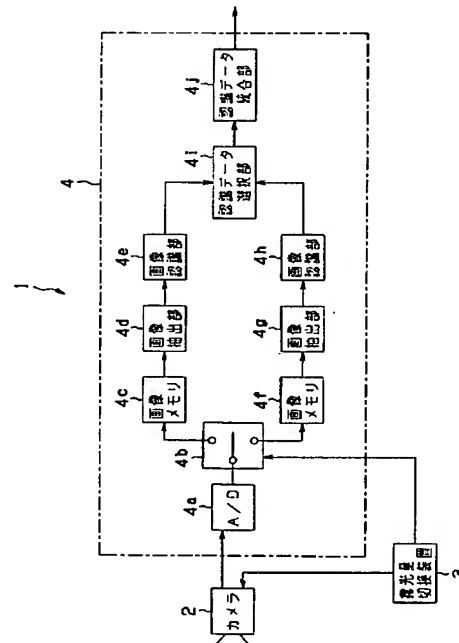 1
4
2
カメラ
3
露光量
切換装置
4a
A/D
4b
4c
画像
メモリ
4d
画像
抽出部
4e
画像
認識部
4f
画像
メモリ
4g
画像
抽出部
4h
画像
認識部
4i
認識データ
選択部
4j
認識データ
統合部